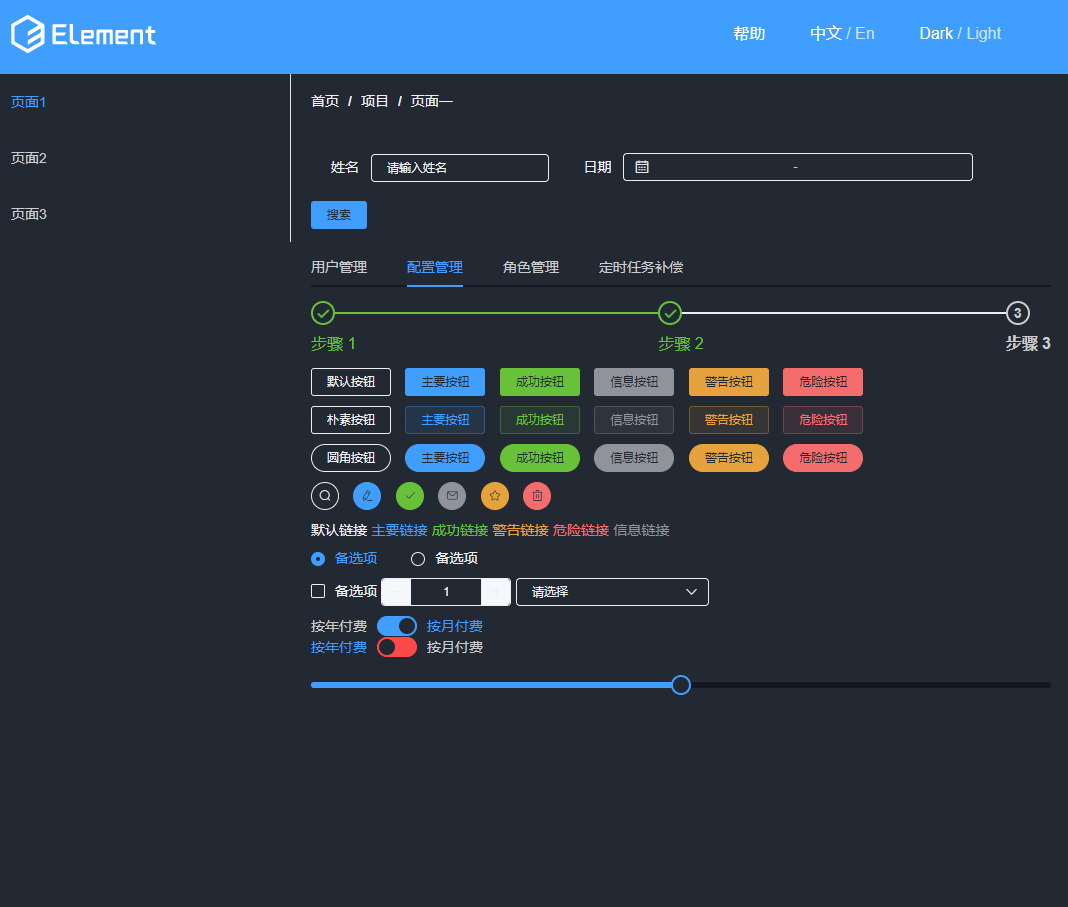 Element
帮助 中文 / En Dark / Light
页面1
页面2
页面3
首页 / 项目 / 页面一
姓名 请输入姓名 日期 -
搜索
用户管理 配置管理 角色管理 定时任务补偿
3
步骤 1 步骤 2 步骤 3
默认按钮 主要按钮 成功按钮 信息按钮 警告按钮 危险按钮
朴素按钮 主要按钮 成功按钮 信息按钮 警告按钮 危险按钮
圆角按钮 主要按钮 成功按钮 信息按钮 警告按钮 危险按钮
默认链接 主要链接 成功链接 警告链接 危险链接 信息链接
备选项 备选项
备选项 1 请选择
按年付费 按月付费
按年付费 按月付费